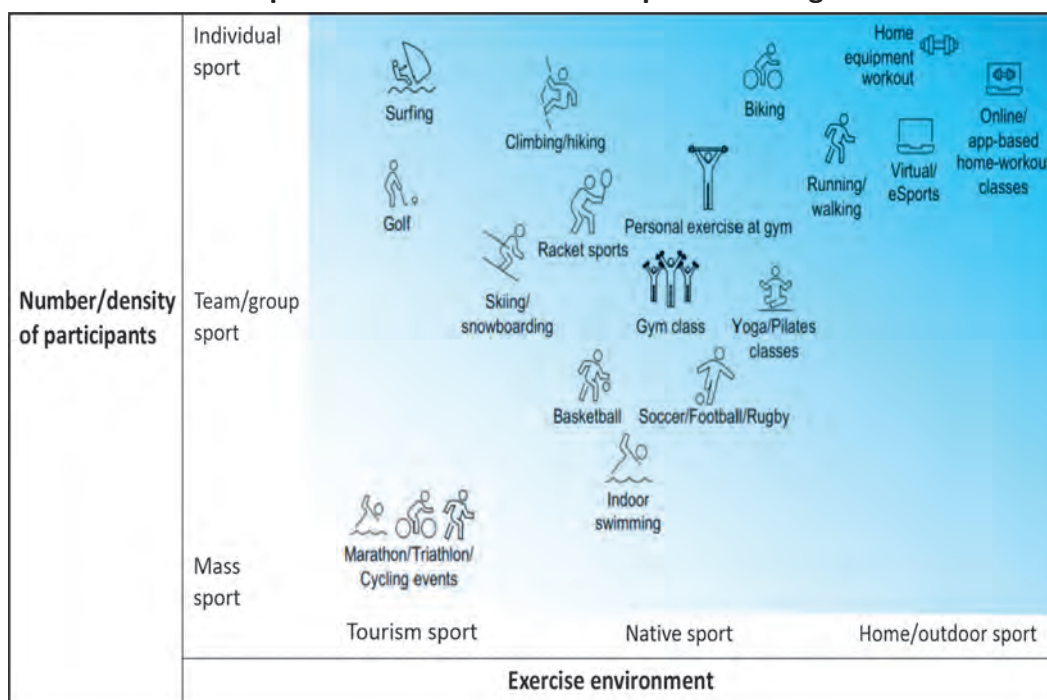 Individual
sport
Surfing
Climbing/hiking
Biking
Home
equipment
workout
Online/
app-based
home-workout
classes
Golf
Racket sports
Personal exercise at gym
Running/
walking
Virtual/
eSports
Number/density
of participants
Team/group
sport
Skiing/
snowboarding
Gym class
Yoga/Pilates
classes
Basketball
Soccer/Football/Rugby
Indoor
swimming
Mass
sport
Marathon/Triathlon/
Cycling events
Tourism sport
Native sport
Home/outdoor sport
Exercise environment